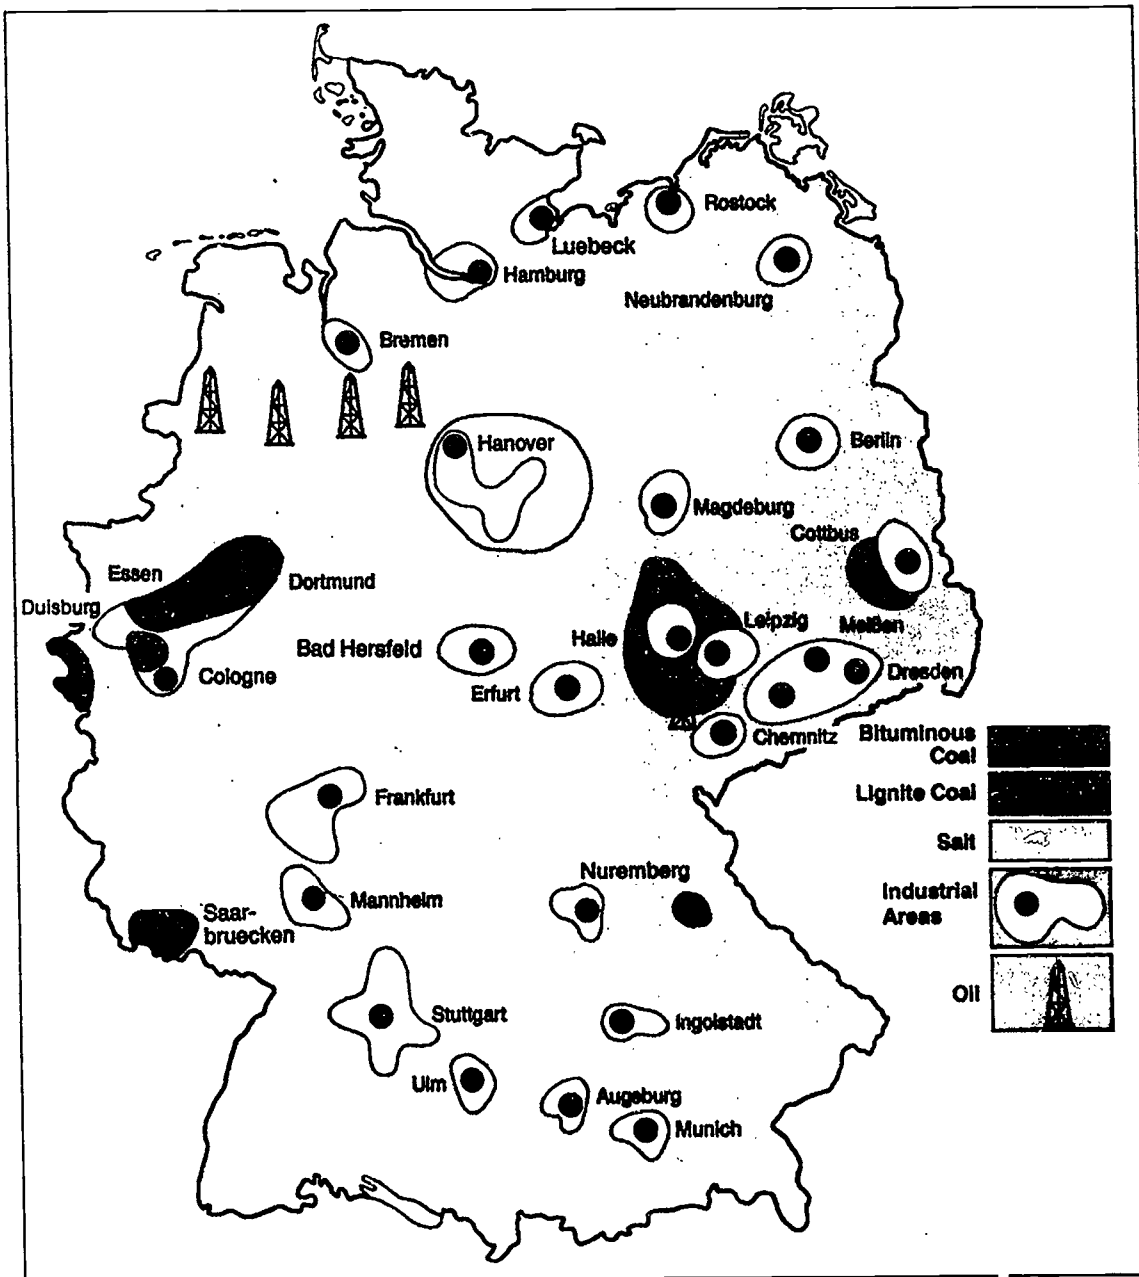 Rostock
Luebeck
Hamburg
Neubrandenburg
Bremen
Hanover
Berlin
Magdeburg
Cottbus
Essen
Dortmund
Duisburg
Leipzig
Meißen
Halle
Bad Hersfeld
Cologne
Dresden
Erfurt
Chemnitz
Bituminous
Coal
Lignite Coal
Frankfurt
Salt
Nuremberg
Industrial
Areas
Mannheim
Saar-
bruecken
Oil
Stuttgart
Ingolstadt
Ulm
Augsburg
Munich